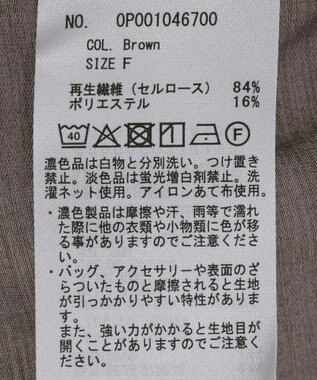 NO. 0P001046700
COL. Brown
SIZE F
再生繊維（セルロース） 84%
ポリエステル 16%
40 F
濃色品は白物と分別洗い。つけ置き
禁止。淡色品は蛍光増白剤禁止。洗
濯ネット使用。アイロンあて布使用。
・濃色製品は摩擦や汗、雨等で濡れ
た際に他の衣類や小物類に色が移
る事がありますのでご注意くださ
い。
・バッグ、アクセサリーや表面のざ
らついたものと摩擦されると生地
が引っかかりやすい特性がありま
す。
また、強い力がかかると生地目が
開くことがありますのでご注意く
ださい。